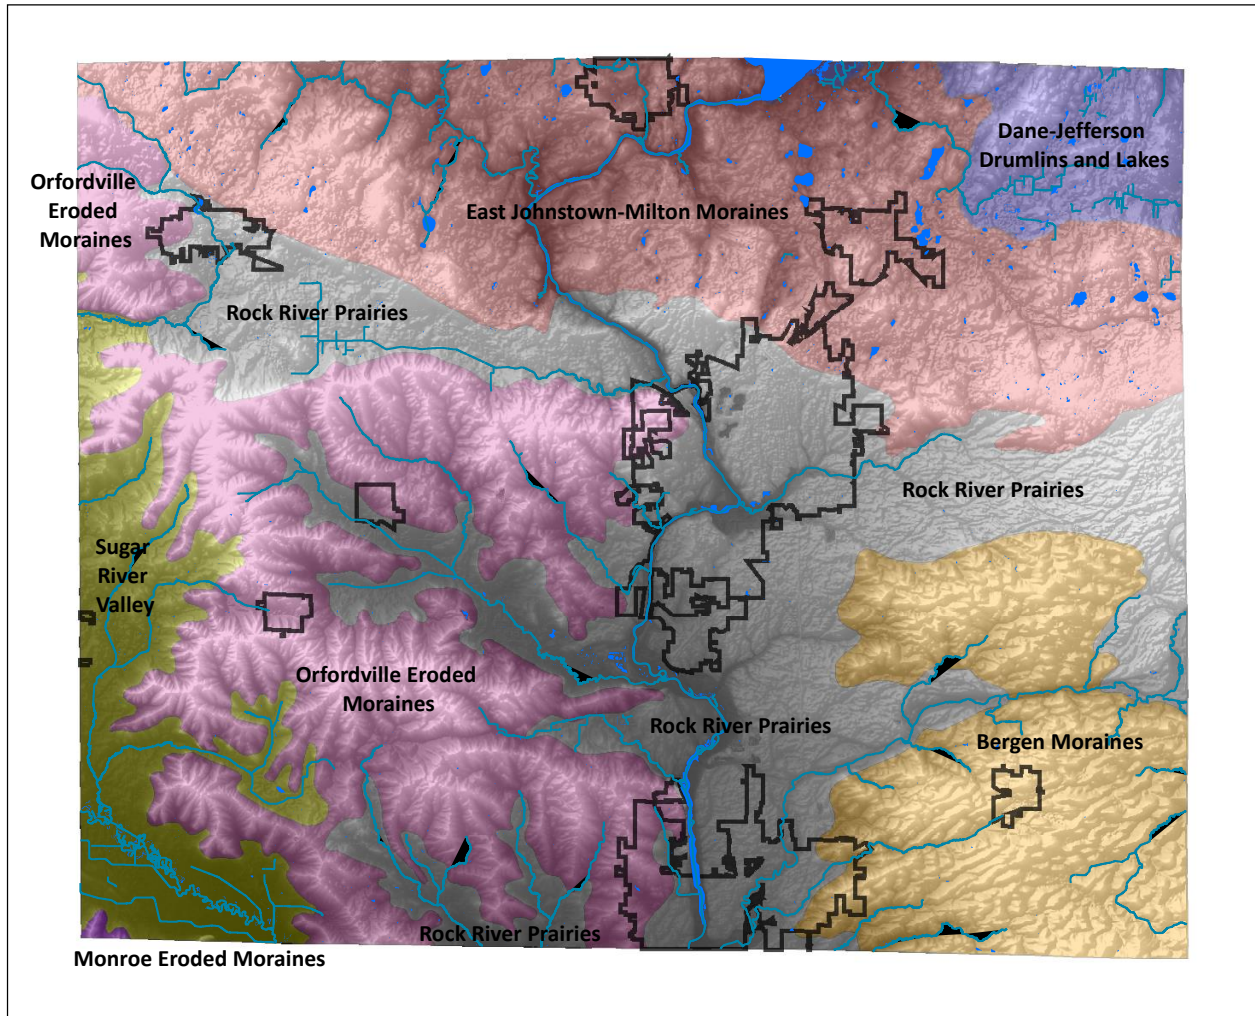 Dane-Jefferson
Drumlins and Lakes
Orfordville
Eroded
Moraines
East Johnstown-Milton Moraines
Rock River Prairies
Rock River Prairies
Sugar
River
Valley
Orfordville Eroded
Moraines
Rock River Prairies
Bergen Moraines
Rock River Prairies
Monroe Eroded Moraines